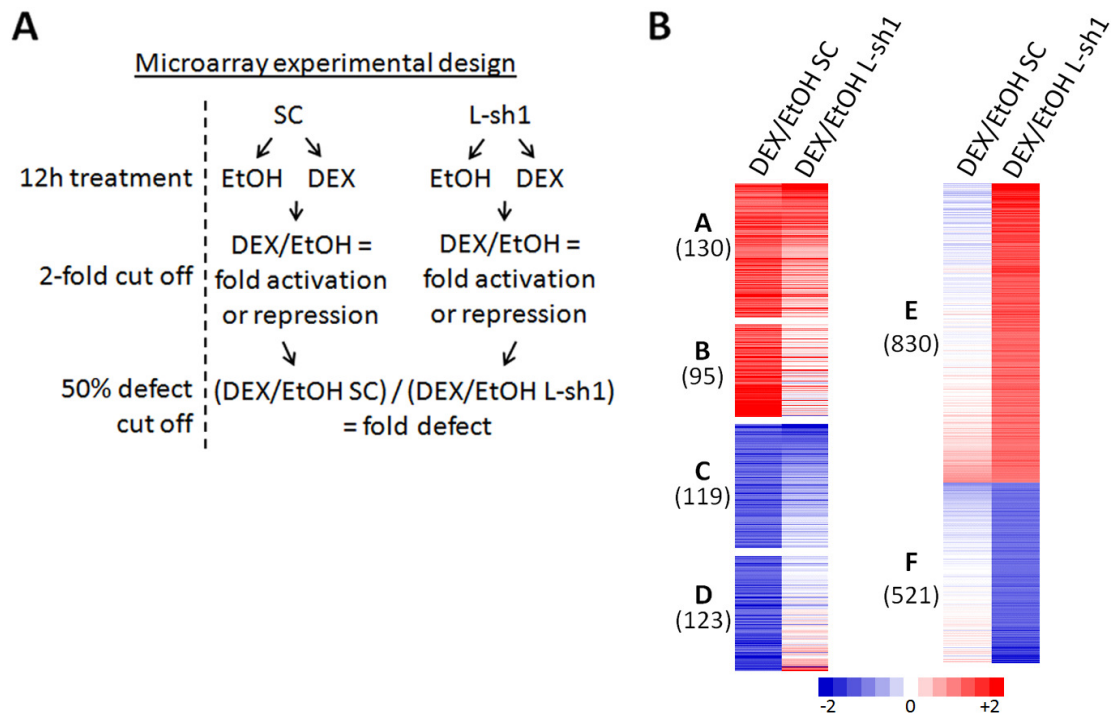 A
Microarray experimental design
SC
L-sh1
12h treatment
EtOH DEX
EtOH DEX
2-fold cut off
DEX/EtOH =
fold activation
or repression
DEX/EtOH =
fold activation
or repression
50% defect
cut off
(DEX/EtOH SC)/(DEX/EtOH L-sh1)
= fold defect
B
DEX/EtOH SC
DEX/EtOH L-sh1
A
(130)
B
(95)
C
(119)
D
(123)
DEX/EtOH SC
DEX/EtOH L-sh1
E
(830)
F
(521)
-2 0 +2